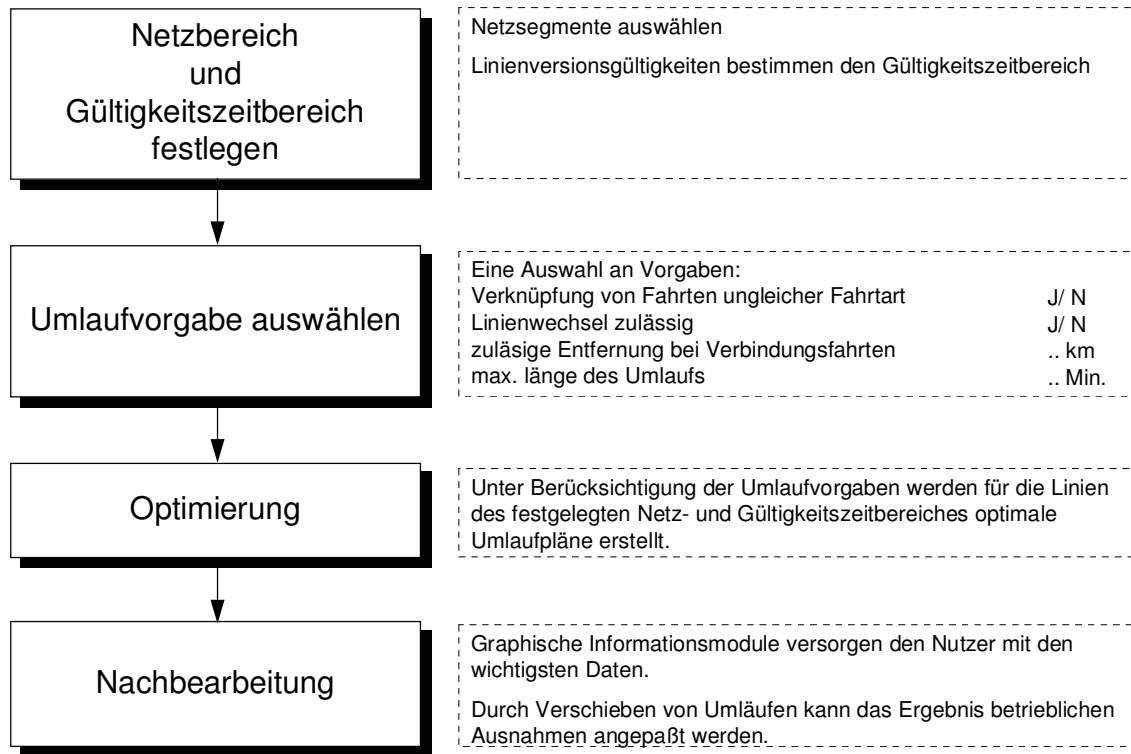 Netzbereich
und
Gültigkeitszeitbereich
festlegen
Netzsegmente auswählen
Linienversionsgültigkeiten bestimmen den Gültigkeitszeitbereich
Umlaufvorgabe auswählen
Eine Auswahl an Vorgaben:
Verknüpfung von Fahrten ungleicher Fahrtart J/ N
Linienwechsel zulässig J/ N
zuläsige Entfernung bei Verbindungsfahrten .. km
max. länge des Umlaufs .. Min.
Optimierung
Unter Berücksichtigung der Umlaufvorgaben werden für die Linien
des festgelegten Netz- und Gültigkeitszeitbereiches optimale
Umlaufpläne erstellt.
Nachbearbeitung
Graphische Informationsmodule versorgen den Nutzer mit den
wichtigsten Daten.
Durch Verschieben von Umläufen kann das Ergebnis betrieblichen
Ausnahmen angepaßt werden.